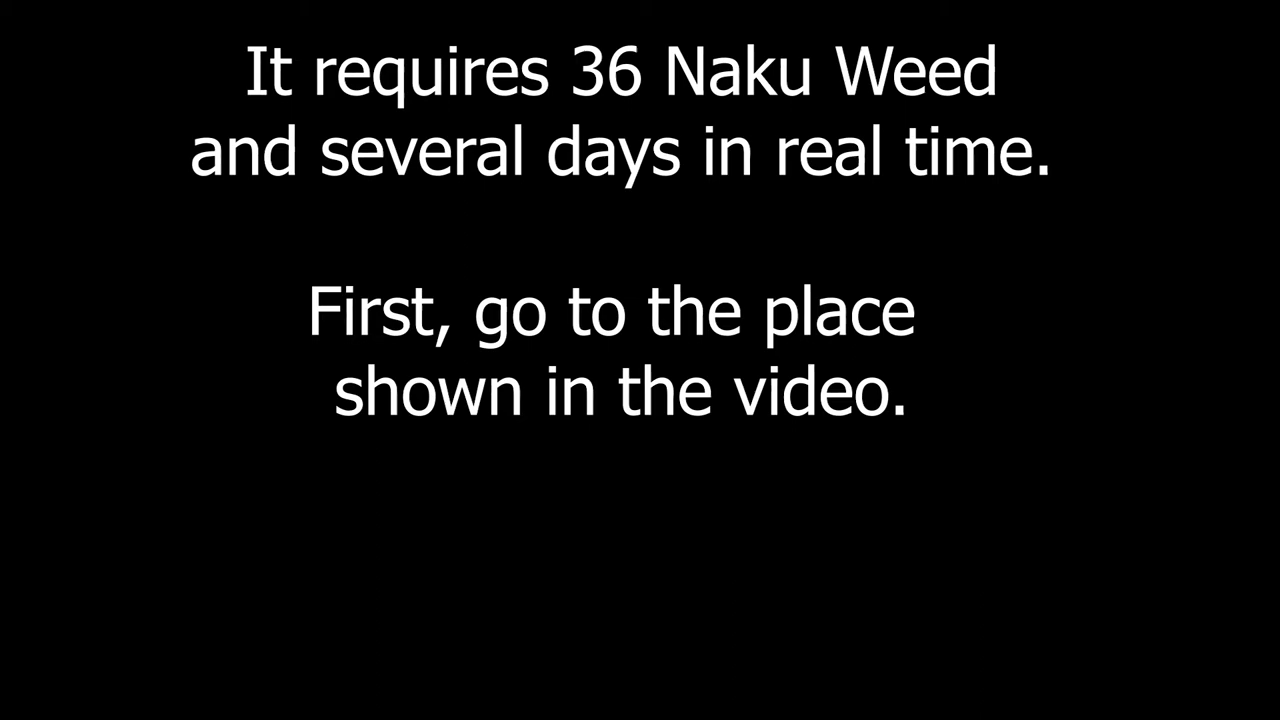 It requires 36 Naku Weed
and several days in real time.
First, go to the place
shown in the video.